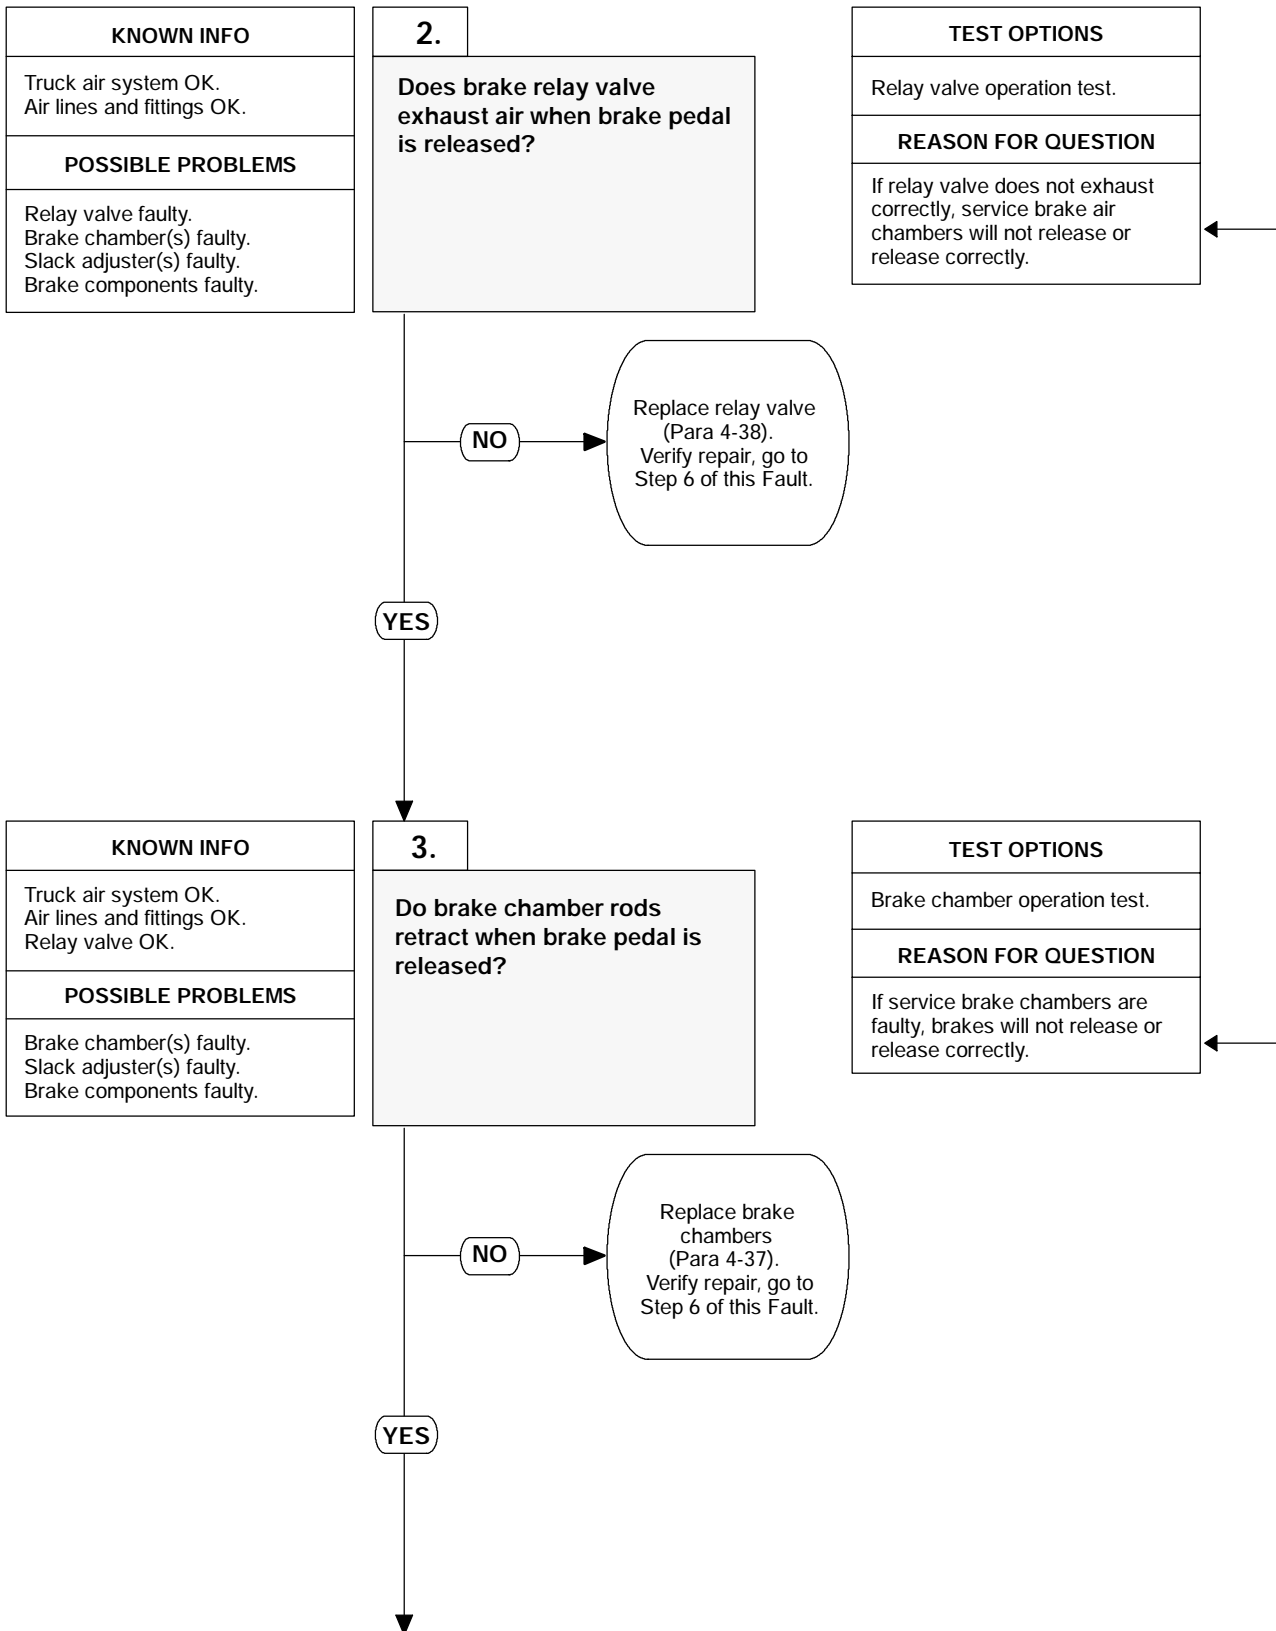 KNOWN INFO
Truck air system OK.
Air lines and fittings OK.
POSSIBLE PROBLEMS
Relay valve faulty.
Brake chamber(s) faulty.
Slack adjuster(s) faulty.
Brake components faulty.
2.
Does brake relay valve
exhaust air when brake pedal
is released?
TEST OPTIONS
Relay valve operation test.
REASON FOR QUESTION
If relay valve does not exhaust
correctly, service brake air
chambers will not release or
release correctly.
NO
Replace relay valve
(Para 4-38).
Verify repair, go to
Step 6 of this Fault.
YES
KNOWN INFO
Truck air system OK.
Air lines and fittings OK.
Relay valve OK.
POSSIBLE PROBLEMS
Brake chamber(s) faulty.
Slack adjuster(s) faulty.
Brake components faulty.
3.
Do brake chamber rods
retract when brake pedal is
released?
TEST OPTIONS
Brake chamber operation test.
REASON FOR QUESTION
If service brake chambers are
faulty, brakes will not release or
release correctly.
NO
Replace brake
chambers
(Para 4-37).
Verify repair, go to
Step 6 of this Fault.
YES